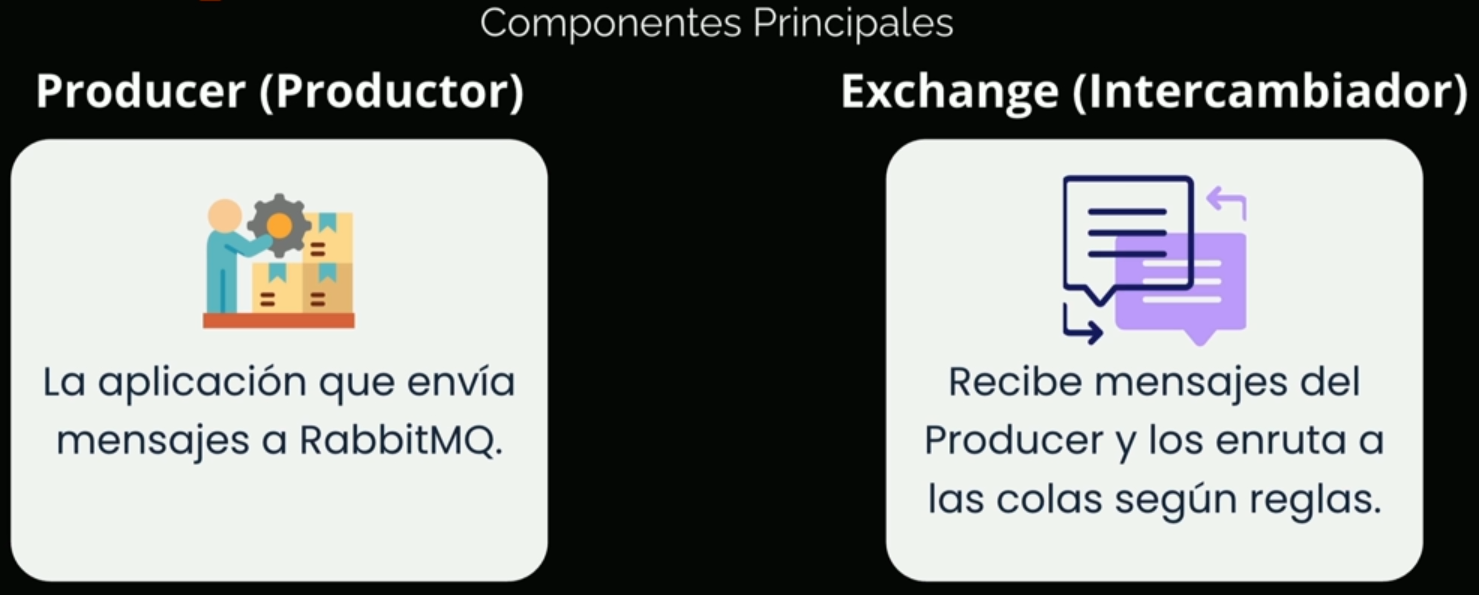 Componentes Principales
Producer (Productor)
La aplicación que envía
mensajes a RabbitMQ.
Exchange (Intercambiador)
Recibe mensajes del
Producer y los enruta a
las colas según reglas.